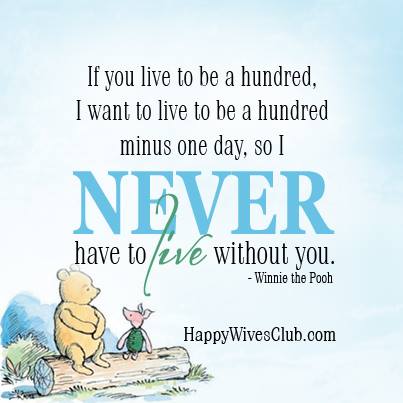 If you live to be a hundred,
I want to live to be a hundred
minus one day, so I
NEVER
have to live without you.
- Winnie the Pooh
HappyWivesClub.com